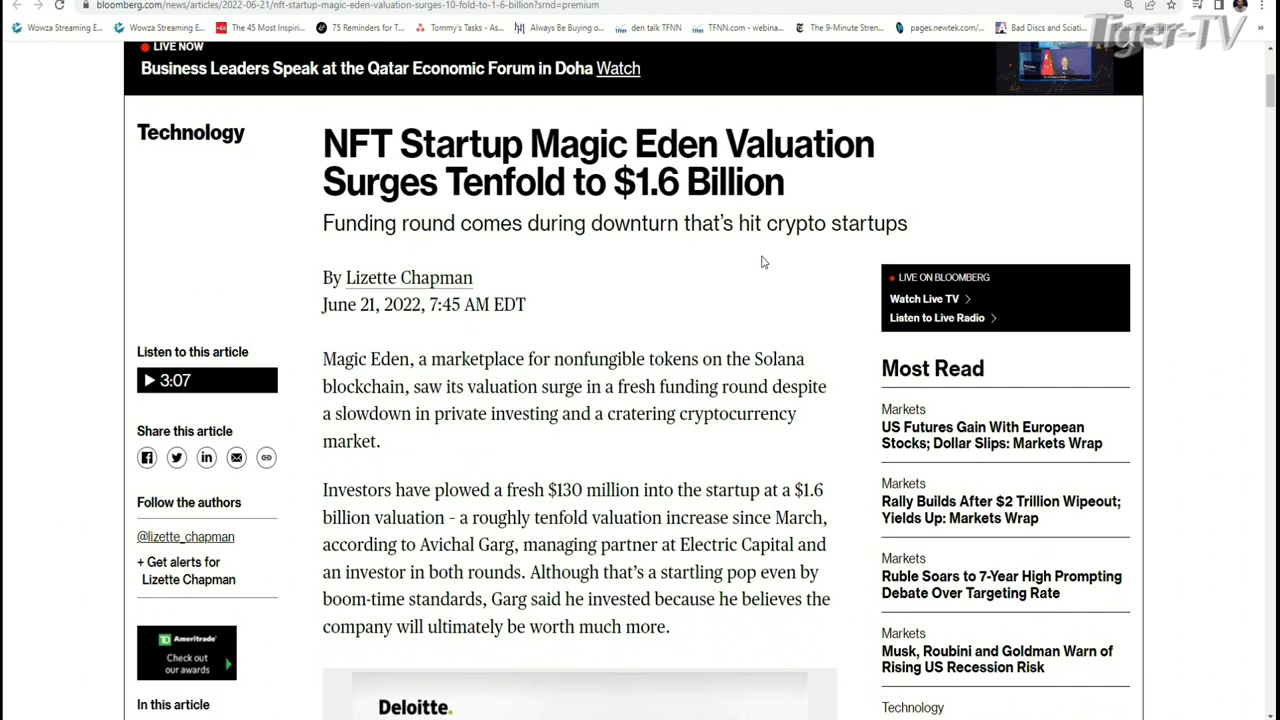 bloomberg.com/news/articles/2022-06-21/nft-startup-magic-eden-valuation-surges-10-fold-to-1-6-billion?srnd=premium
Wowza Streaming E... Wowza Streaming E... The 45 Most Inspiri... 75 Reminders for T... Tommy's Tasks - As... Always Be Buying o... den talk TFNN TFNN.com - webina... The 9-Minute Stren... pages.newtek.com/... Bad Discs and Sciati... »
Tiger-TV
LIVE NOW
Business Leaders Speak at the Qatar Economic Forum in Doha Watch
Technology
NFT Startup Magic Eden Valuation
Surges Tenfold to $1.6 Billion
Funding round comes during downturn that's hit crypto startups
By Lizette Chapman
June 21, 2022, 7:45 AM EDT
Listen to this article
3:07
Share this article
Follow the authors
@lizette_chapman
+ Get alerts for
Lizette Chapman
TD Ameritrade
Check out
our awards
In this article
Magic Eden, a marketplace for nonfungible tokens on the Solana
blockchain, saw its valuation surge in a fresh funding round despite
a slowdown in private investing and a cratering cryptocurrency
market.
Investors have plowed a fresh $130 million into the startup at a $1.6
billion valuation - a roughly tenfold valuation increase since March,
according to Avichal Garg, managing partner at Electric Capital and
an investor in both rounds. Although that's a startling pop even by
boom-time standards, Garg said he invested because he believes the
company will ultimately be worth much more.
Deloitte.
LIVE ON BLOOMBERG
Watch Live TV >
Listen to Live Radio >
Most Read
Markets
US Futures Gain With European
Stocks; Dollar Slips: Markets Wrap
Markets
Rally Builds After $2 Trillion Wipeout;
Yields Up: Markets Wrap
Markets
Ruble Soars to 7-Year High Prompting
Debate Over Targeting Rate
Markets
Musk, Roubini and Goldman Warn of
Rising US Recession Risk
Technology